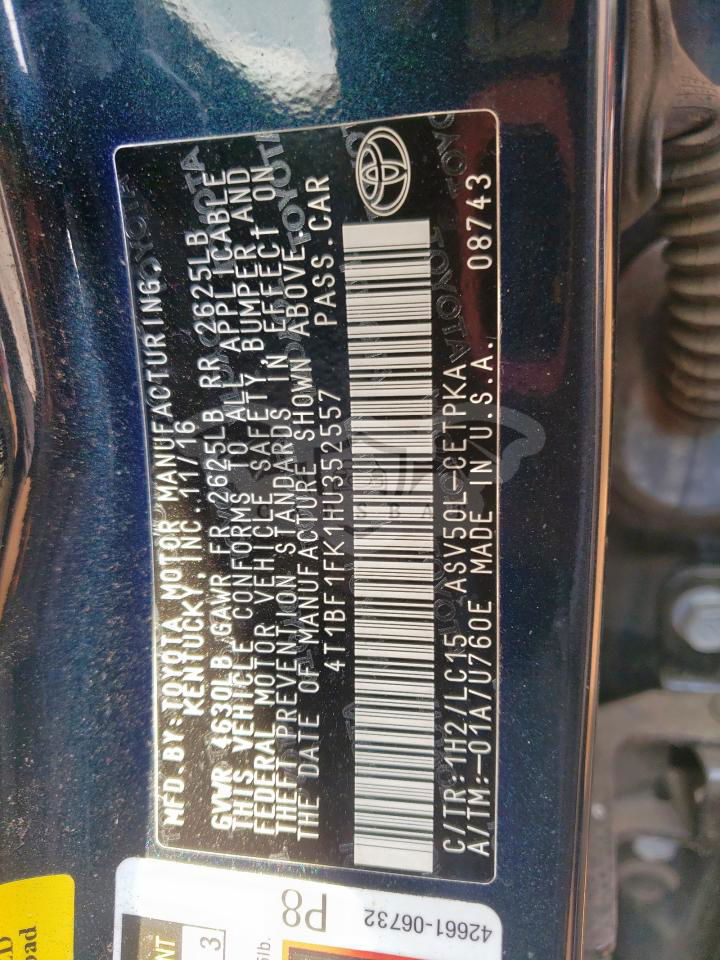 MFD. BY: TOYOTA MOTOR MANUFACTURING,
KENTUCKY, INC. 11/16
GVWR 4630LB GAWR FR 2625LB RR 2625LB
THIS VEHICLE CONFORMS TO ALL APPLICABLE
FEDERAL MOTOR VEHICLE SAFETY, BUMPER AND
THEFT PREVENTION STANDARDS IN EFFECT ON
THE DATE OF MANUFACTURE SHOWN ABOVE.
4T1BF1FK1HU352557 PASS.CAR
C/TR:1H2/LC15 ASV50L-CETPKA
A/TM:-01A/U760E MADE IN U.S.A. 08743
TOYOTA
P8
42661-06732
3